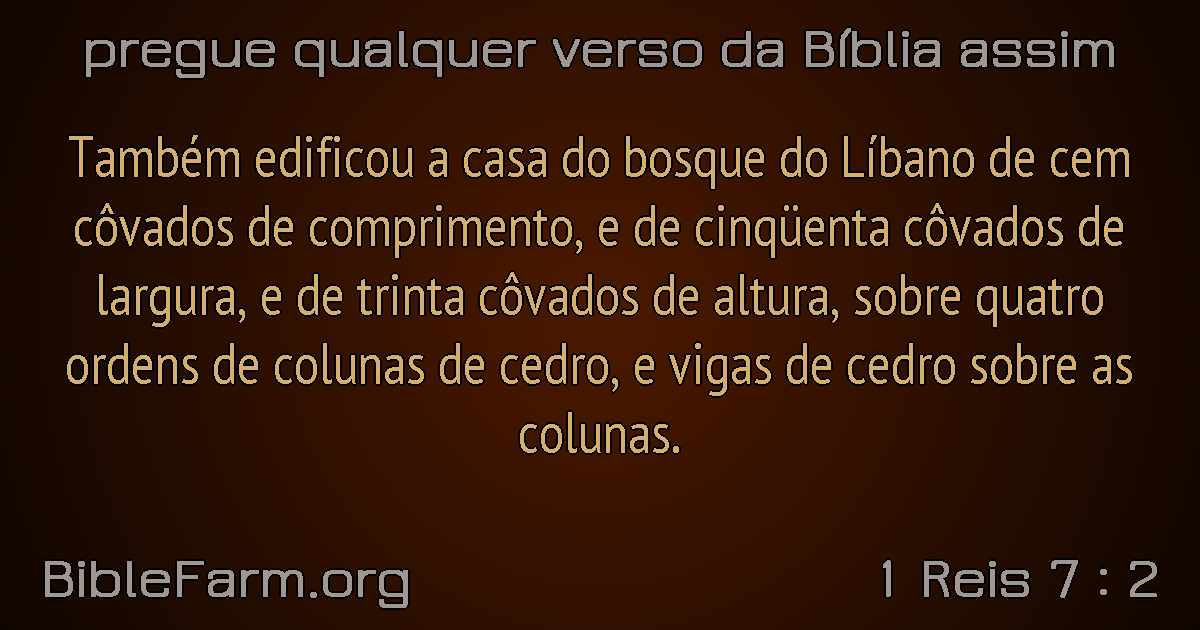 pregue qualquer verso da Bíblia assim
Também edificou a casa do bosque do Líbano de cem
côvados de comprimento, e de cinqüenta côvados de
largura, e de trinta côvados de altura, sobre quatro
ordens de colunas de cedro, e vigas de cedro sobre as
colunas.
BibleFarm.org
1 Reis 7 : 2